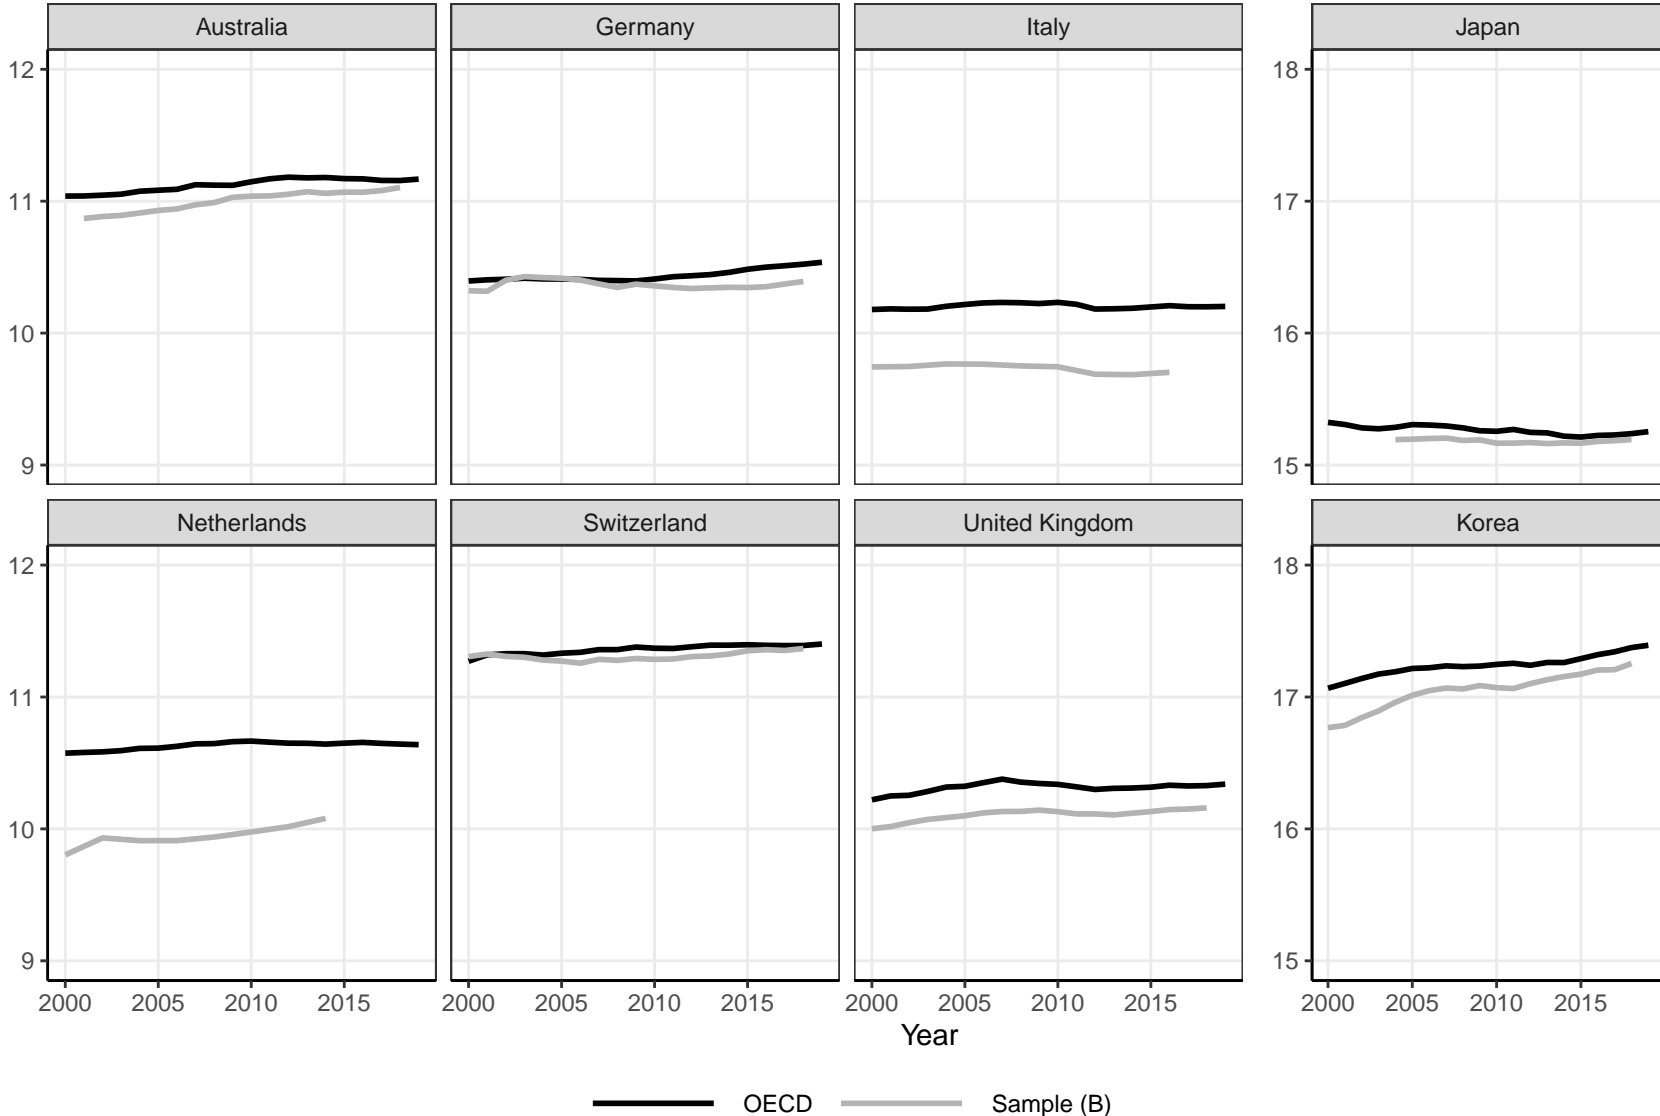 Australia
Germany
Italy
Japan
12
11
10
9
18
17
16
15
Netherlands
Switzerland
United Kingdom
Korea
12
11
10
9
18
17
16
15
2000 2005 2010 2015
2000 2005 2010 2015
2000 2005 2010 2015
2000 2005 2010 2015
Year
OECD
Sample (B)